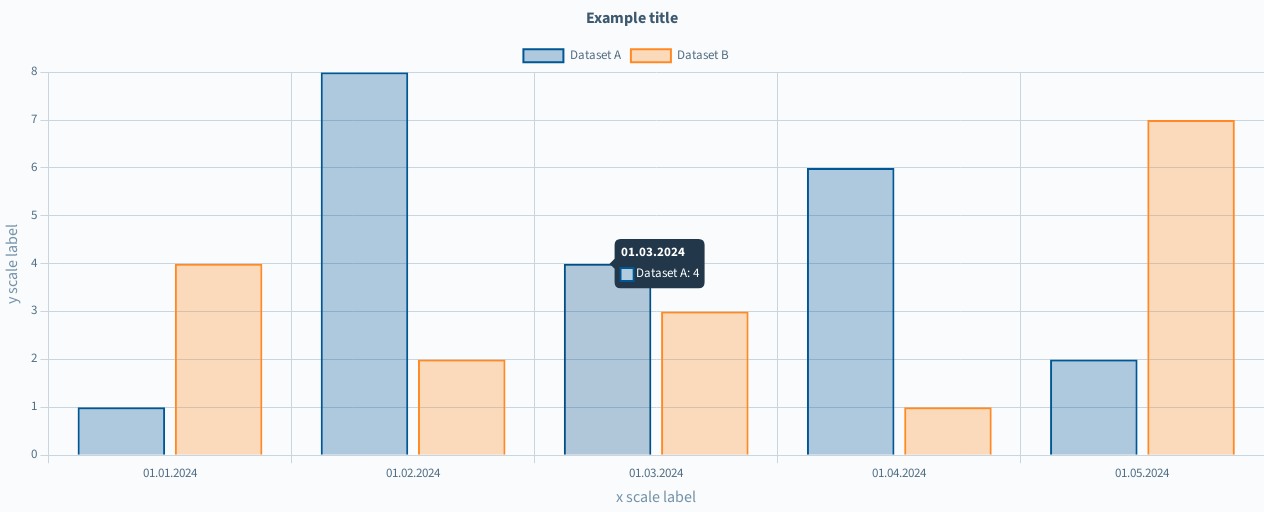 Example title
Dataset A
Dataset B
8
7
6
5
4
3
2
1
0
y scale label
01.03.2024
Dataset A: 4
01.01.2024
01.02.2024
01.03.2024
01.04.2024
01.05.2024
x scale label